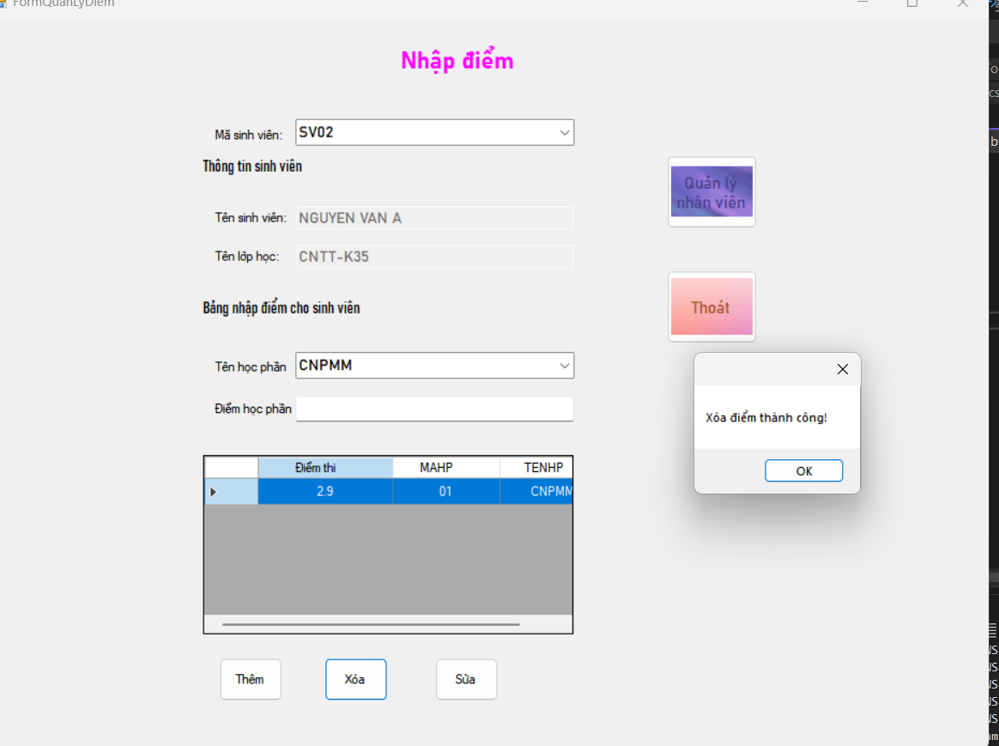 FormQuanLyDiem
Nhập điểm
Mã sinh viên: SV02
Thông tin sinh viên
Tên sinh viên: NGUYEN VAN A
Tên lớp học: CNTT-K35
Bảng nhập điểm cho sinh viên
Tên học phần CNPMM
Điểm học phần
Điểm thi MAHP TENHP
2.9 01 CNPMM
Thêm Xóa Sửa
Quản lý
nhân viên
Thoát
Xóa điểm thành công!
OK